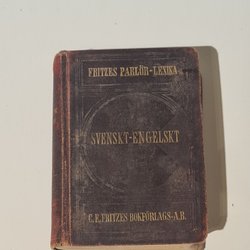 FRITZES PARLÖR-LEXIKA
SVENSKT-ENGELSKT
C.E.FRITZES BOKFÖRLAGS-A.B.